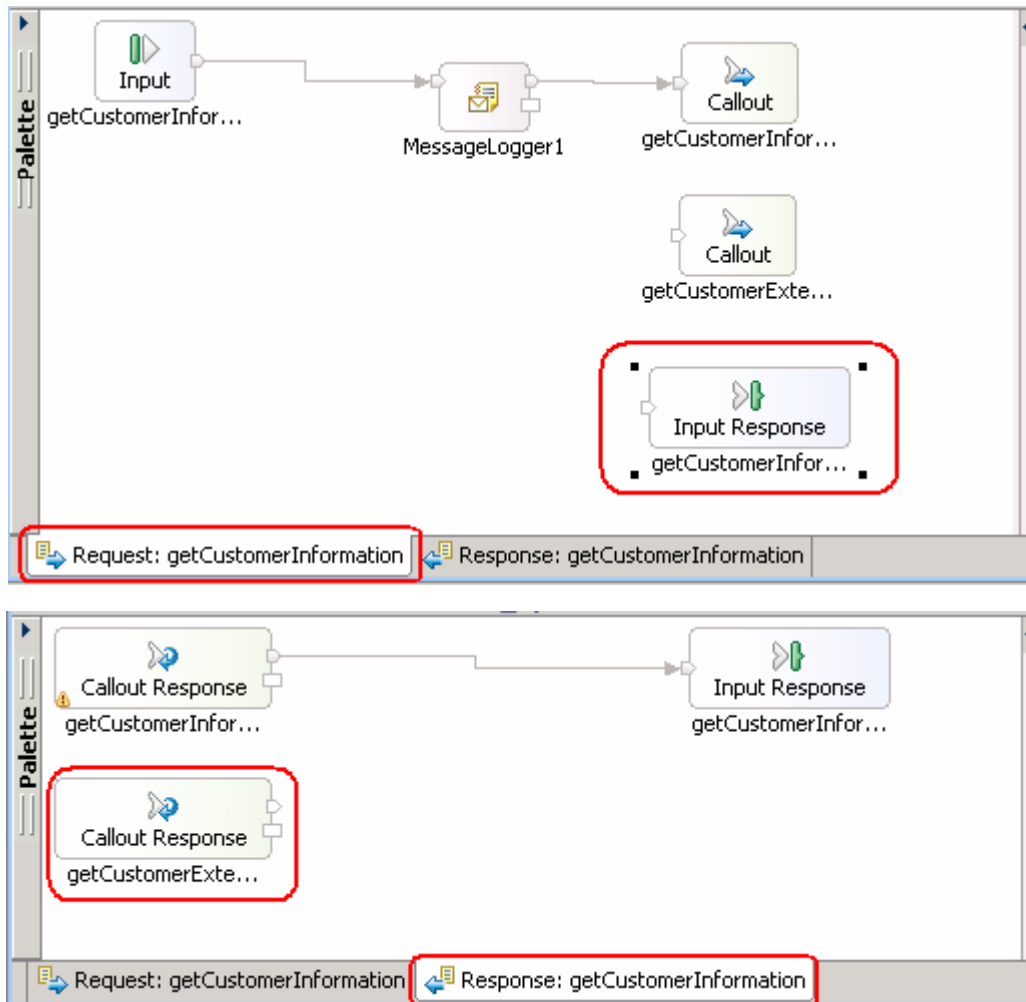 Palette
Input
getCustomerInfor...
MessageLogger1
Callout
getCustomerInfor...
Callout
getCustomerExte...
Input Response
getCustomerInfor...
Request: getCustomerInformation
Response: getCustomerInformation
Palette
Callout Response
getCustomerInfor...
Input Response
getCustomerInfor...
Callout Response
getCustomerExte...
Request: getCustomerInformation
Response: getCustomerInformation